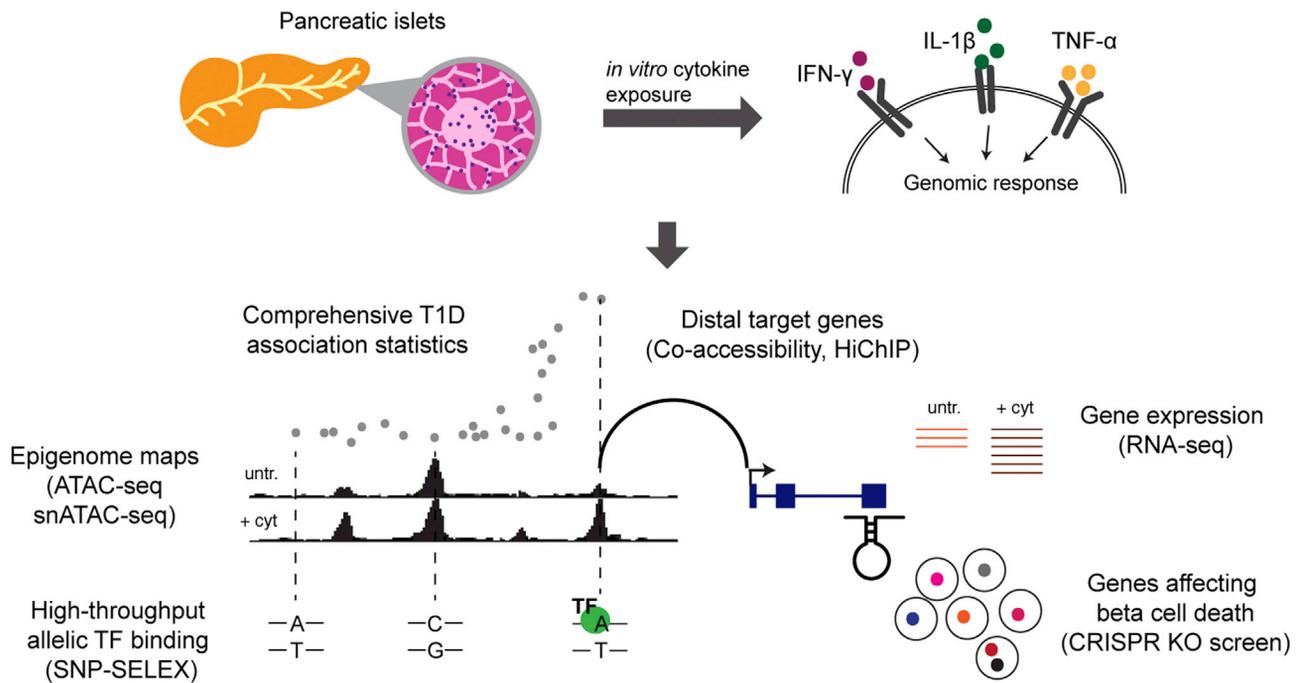 Pancreatic islets
in vitro cytokine
exposure
IFN-γ
IL-1β
TNF-α
Genomic response
Comprehensive T1D
association statistics
Distal target genes
(Co-accessibility, HiChIP)
Epigenome maps
(ATAC-seq
snATAC-seq)
untr.
+ cyt
untr.
+ cyt
Gene expression
(RNA-seq)
High-throughput
allelic TF binding
(SNP-SELEX)
A
T
C
G
TF
A
T
Genes affecting
beta cell death
(CRISPR KO screen)